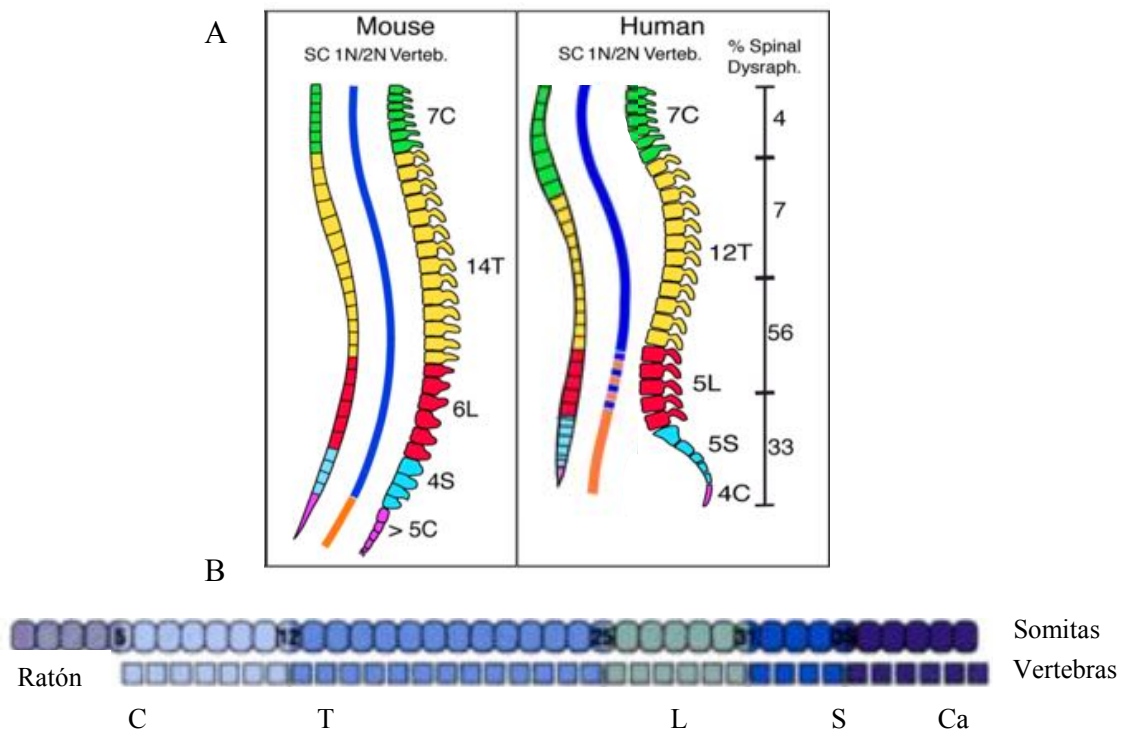 A
Mouse
Human
SC 1N/2N Verteb.
SC 1N/2N Verteb.
% Spinal
Dysraph.
7C
7C
4
7
14T
12T
56
6L
5L
4S
5S
33
> 5C
4C
B
5 12 25 31 35 Somitas
Ratón Vertebras
C T L S Ca